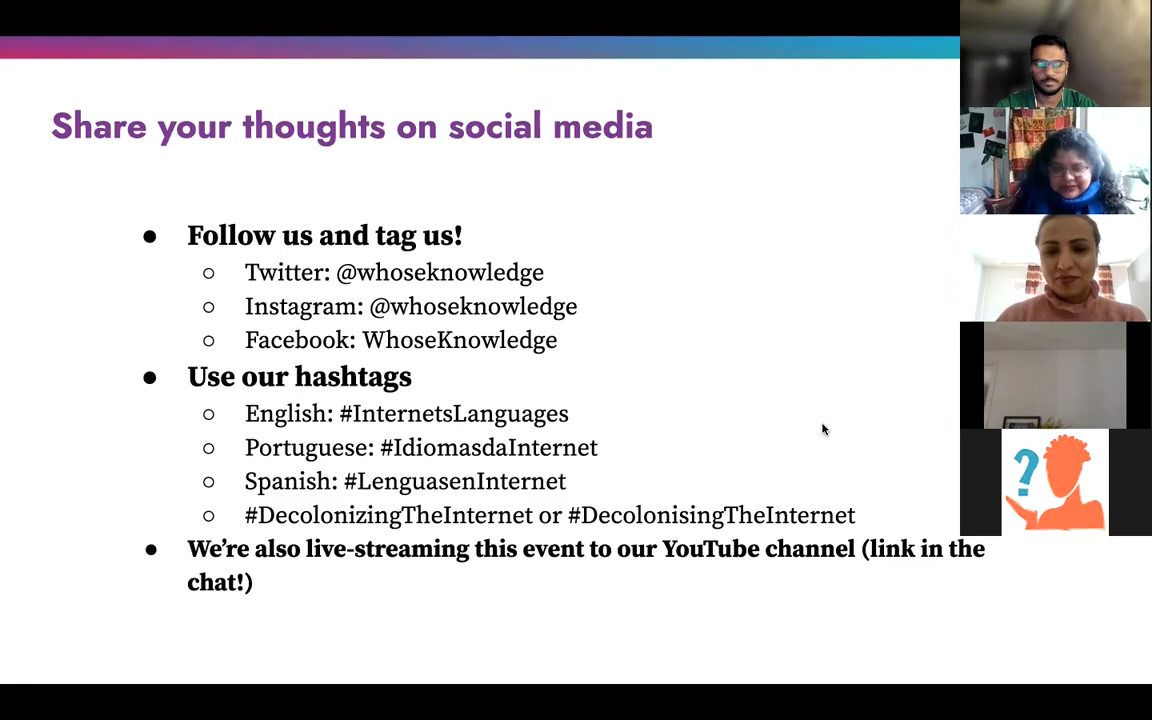 Share your thoughts on social media
● Follow us and tag us!
○ Twitter: @whoseknowledge
○ Instagram: @whoseknowledge
○ Facebook: WhoseKnowledge
● Use our hashtags
○ English: #InternetsLanguages
○ Portuguese: #IdiomasdaInternet
○ Spanish: #LenguasenInternet
○ #DecolonizingTheInternet or #DecolonisingTheInternet
● We’re also live-streaming this event to our YouTube channel (link in the
chat!)
?